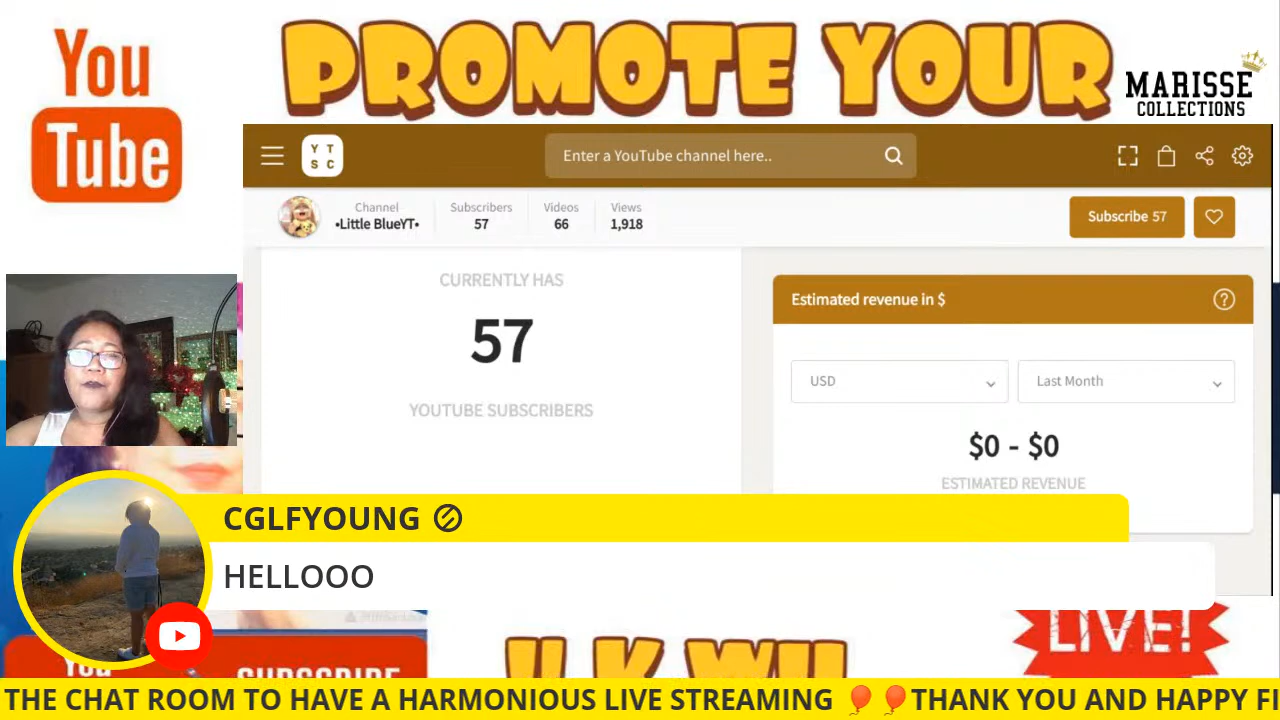 You
Tube
PROMOTE YOUR
MARISSE
COLLECTIONS
Y T
S C
Enter a YouTube channel here..
Channel
•Little BlueYT•
Subscribers
57
Videos
66
Views
1,918
Subscribe 57
CURRENTLY HAS
57
YOUTUBE SUBSCRIBERS
Estimated revenue in $
?
USD
Last Month
$0 - $0
ESTIMATED REVENUE
CGLFYOUNG
HELLOOO
LIVE!
You
SUBSCRIBE
THE CHAT ROOM TO HAVE A HARMONIOUS LIVE STREAMING 🎈🎈THANK YOU AND HAPPY